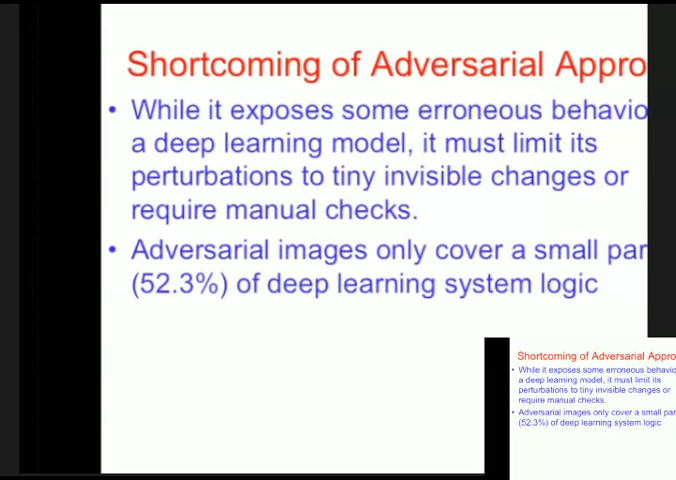 Shortcoming of Adversarial Appro
• While it exposes some erroneous behavio
a deep learning model, it must limit its
perturbations to tiny invisible changes or
require manual checks.
• Adversarial images only cover a small par
(52.3%) of deep learning system logic
Shortcoming of Adversarial Appro
• While it exposes some erroneous behavio
a deep learning model, it must limit its
perturbations to tiny invisible changes or
require manual checks.
• Adversarial images only cover a small par
(52.3%) of deep learning system logic